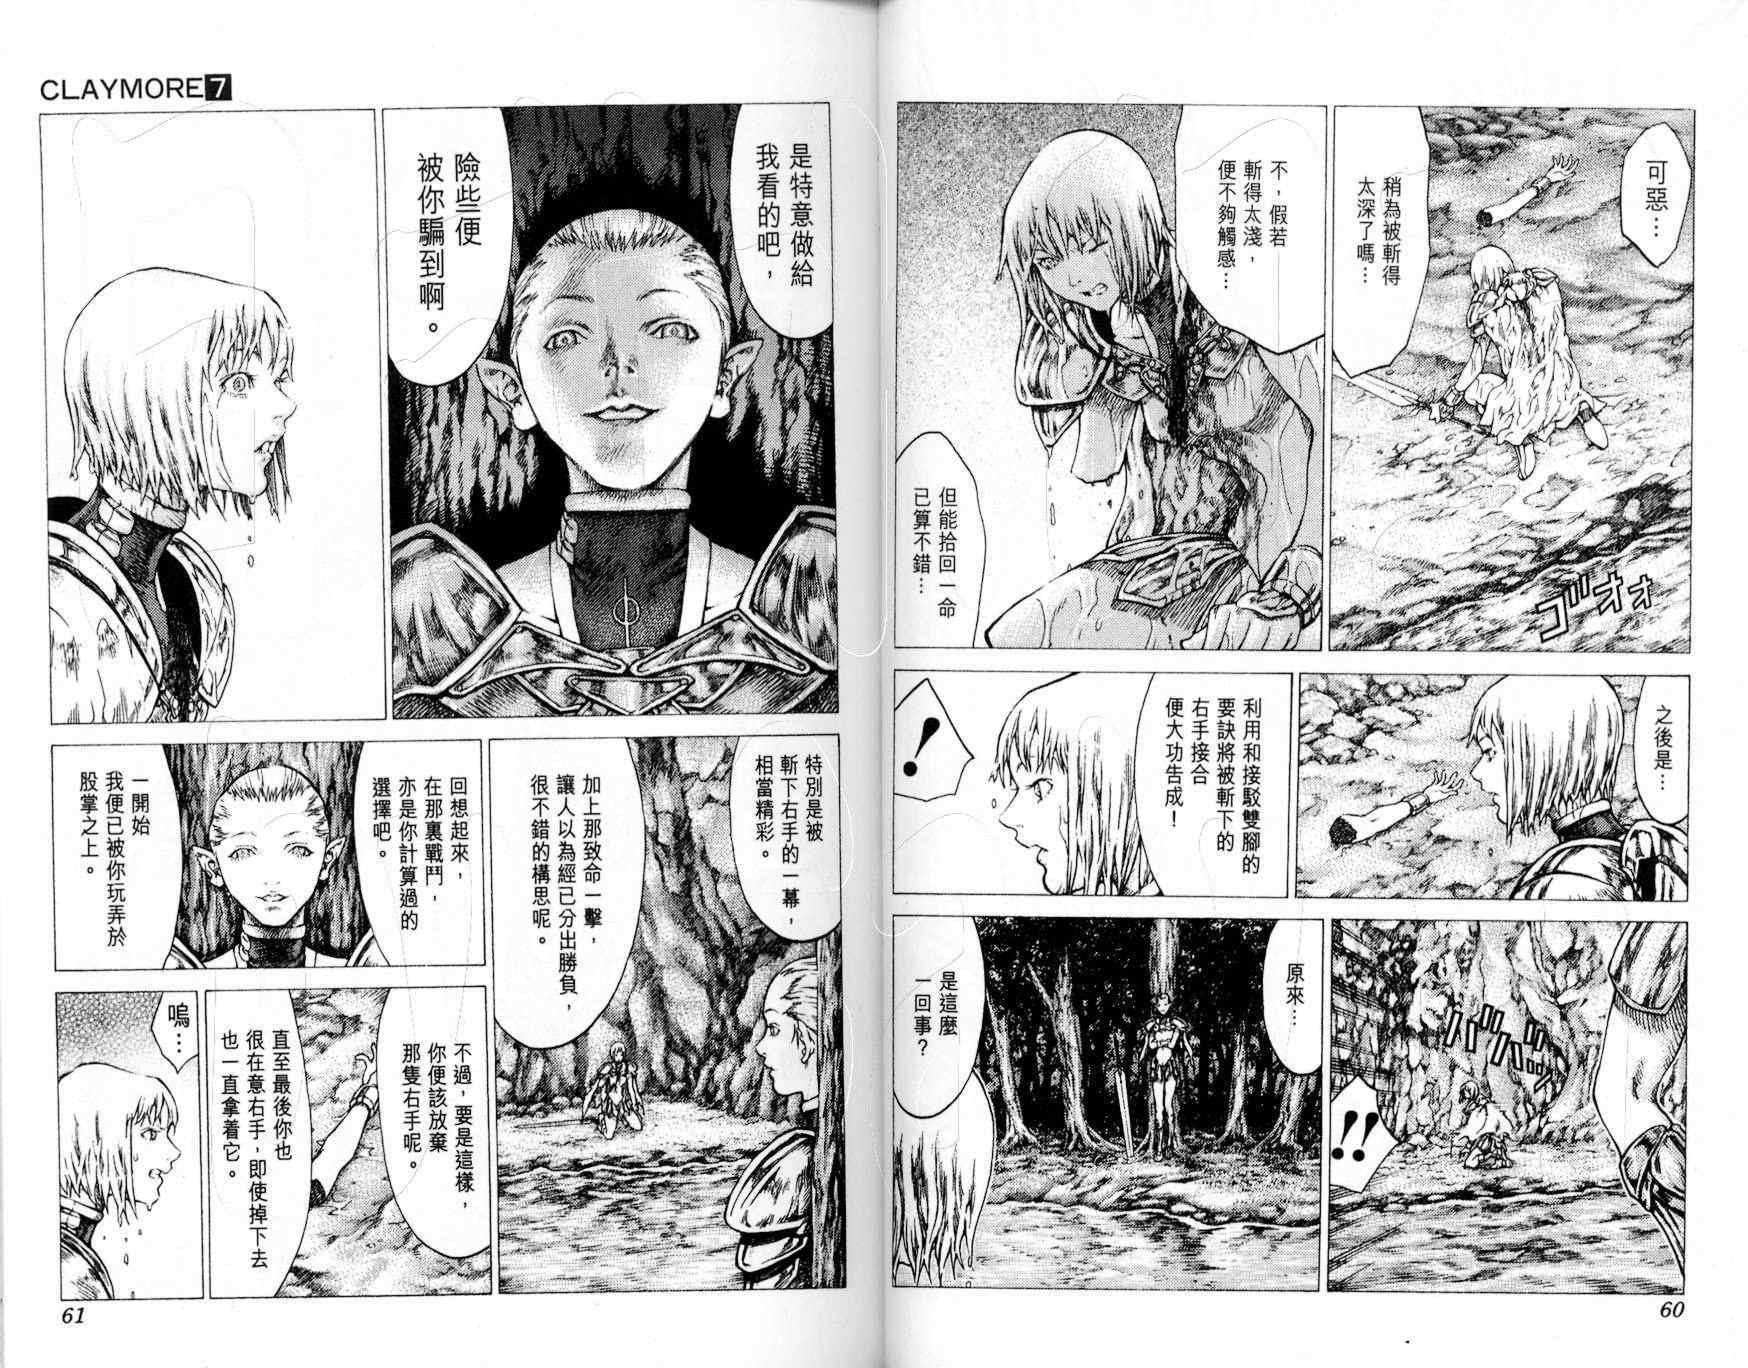 CLAYMORE 7
可惡…
稍為被斬得
太深了嗎…
ゴオォ
不，假若
斬得太淺，
便不夠觸感…
但能拾回一命
已算不錯…
之後是…
利用和接駁雙腳的
要訣將被斬下的
右手接合
便大功告成！
！
!!
原來…
是這麼
一回事？
60
是特意做給
我看的吧，
險些便
被你騙到啊。
特別是被
斬下右手的一幕，
相當精彩。
加上那致命一擊，
讓人以為經已分出勝負，
很不錯的構思呢。
回想起來，
在那裏戰鬥，
亦是你計算過的
選擇吧。
一開始
我便已被你玩弄於
股掌之上。
不過，要是這樣，
你便該放棄
那隻右手呢。
直至最後你也
很在意右手，即使掉下去
也一直拿着它。
嗚…
61